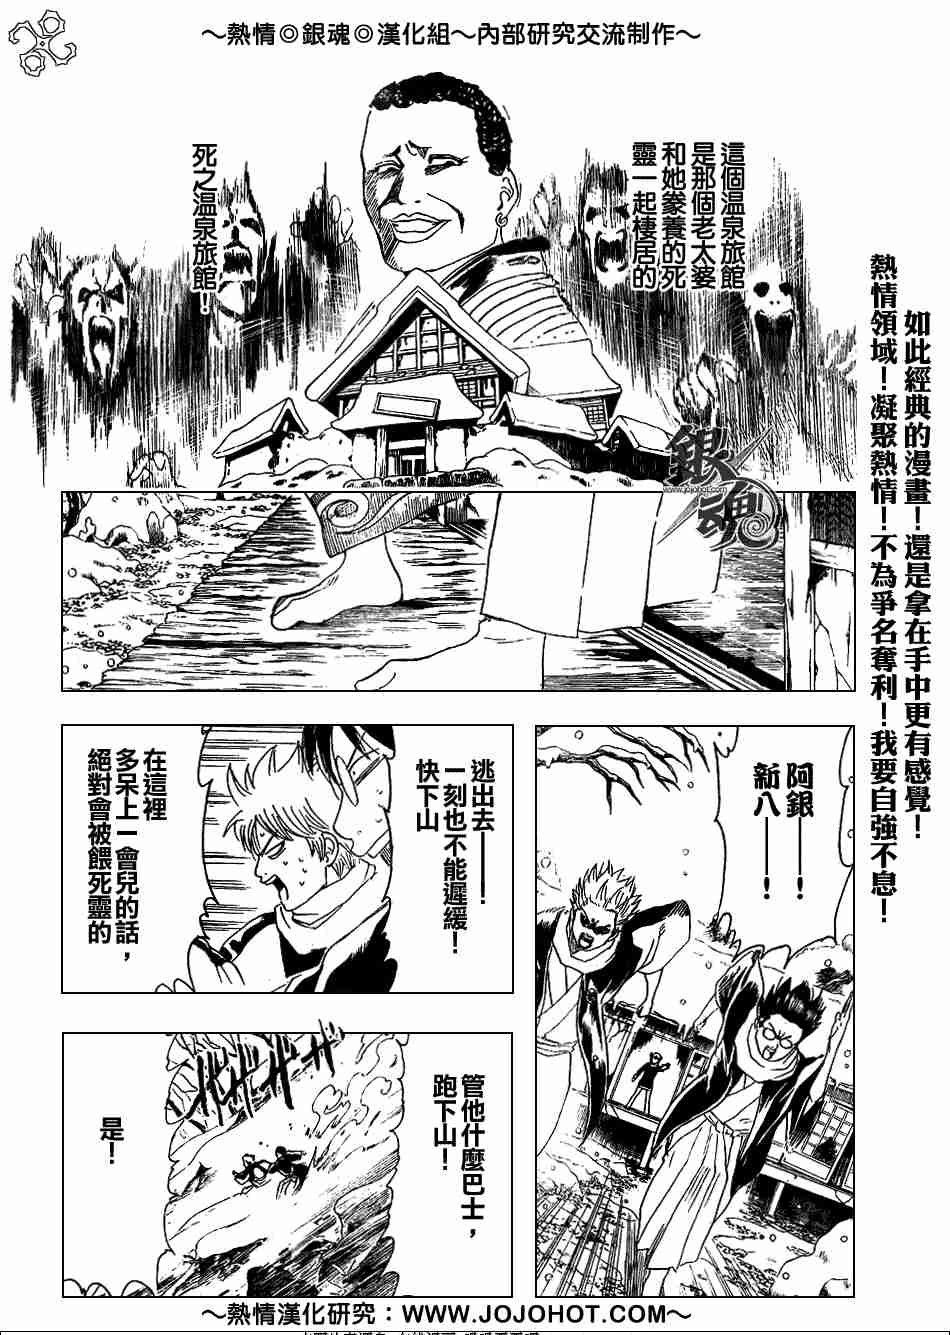 ～熱情◎銀魂◎漢化組～內部研究交流制作～
這個溫泉旅館
是那個老太婆
和她豢養的死
靈一起棲居的
死之溫泉旅館！
如此經典的漫畫！還是拿在手中更有感覺！
熱情領域！凝聚熱情！不為爭名奪利！我要自強不息！
銀魂
www.jojohot.com
阿銀——！
新八——！
逃出去——！
一刻也不能遲緩！
快下山
在這裡
多呆上一會兒的話，
絕對會被餵死靈的
管他什麼巴士，
跑下山！
ザザザザ
是！
～熱情漢化研究：WWW.JOJOHOT.COM～